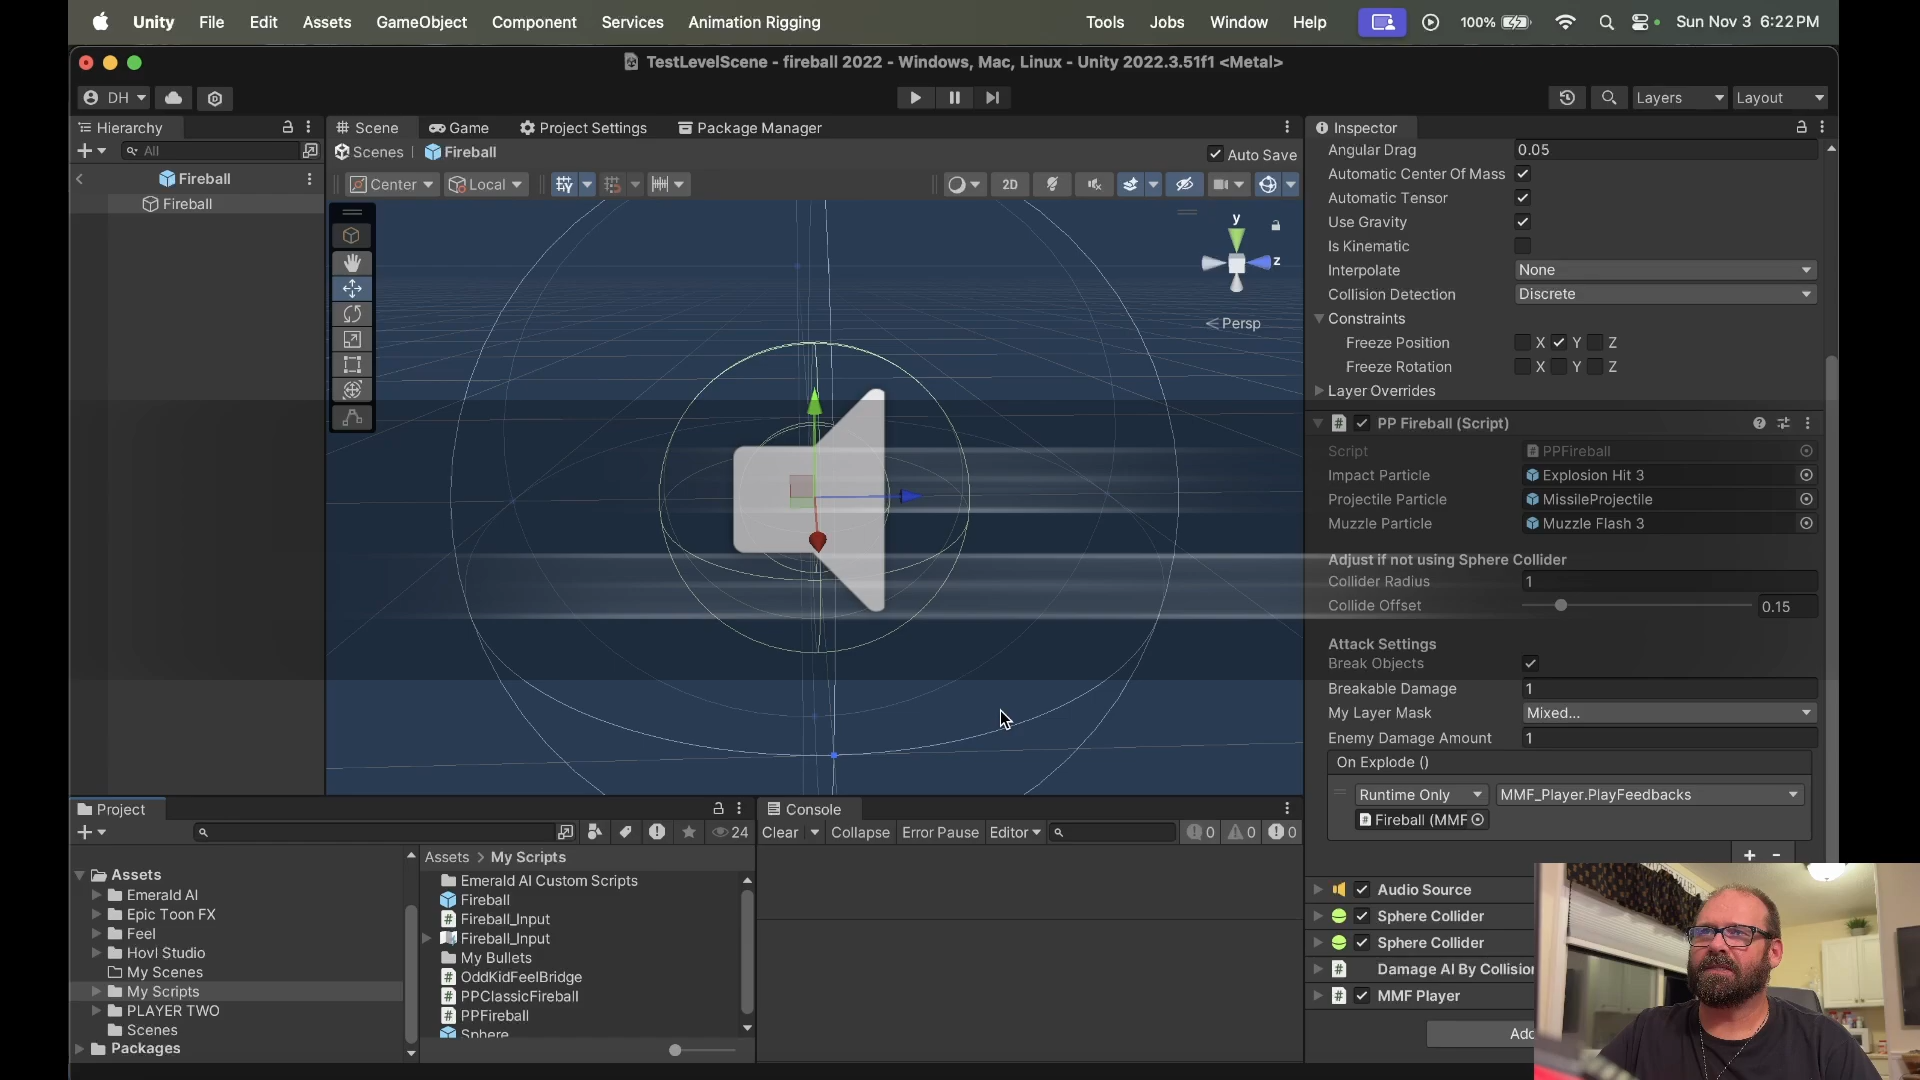 Unity File Edit Assets GameObject Component Services Animation Rigging Tools Jobs Window Help 100% Sun Nov 3 6:22 PM
TestLevelScene - fireball 2022 - Windows, Mac, Linux - Unity 2022.3.51f1 <Metal>
DH Layers Layout
Hierarchy
All
Fireball
Fireball
Scene Game Project Settings Package Manager
Scenes Fireball Auto Save
Center Local 2D
y
z
Persp
Inspector
Angular Drag 0.05
Automatic Center Of Mass
Automatic Tensor
Use Gravity
Is Kinematic
Interpolate None
Collision Detection Discrete
Constraints
Freeze Position X Y Z
Freeze Rotation X Y Z
Layer Overrides
PP Fireball (Script)
Script PPFireball
Impact Particle Explosion Hit 3
Projectile Particle MissileProjectile
Muzzle Particle Muzzle Flash 3
Adjust if not using Sphere Collider
Collider Radius 1
Collide Offset 0.15
Attack Settings
Break Objects
Breakable Damage 1
My Layer Mask Mixed...
Enemy Damage Amount 1
On Explode ()
Runtime Only MMF_Player.PlayFeedbacks
Fireball (MMF
Audio Source
Sphere Collider
Sphere Collider
Damage AI By Collision
MMF Player
Project
24
Assets
Emerald AI
Epic Toon FX
Feel
Hovl Studio
My Scenes
My Scripts
PLAYER TWO
Scenes
Packages
Assets > My Scripts
Emerald AI Custom Scripts
Fireball
Fireball_Input
Fireball_Input
My Bullets
OddKidFeelBridge
PPClassicFireball
PPFireball
Sphere
Console
Clear Collapse Error Pause Editor 0 0 0